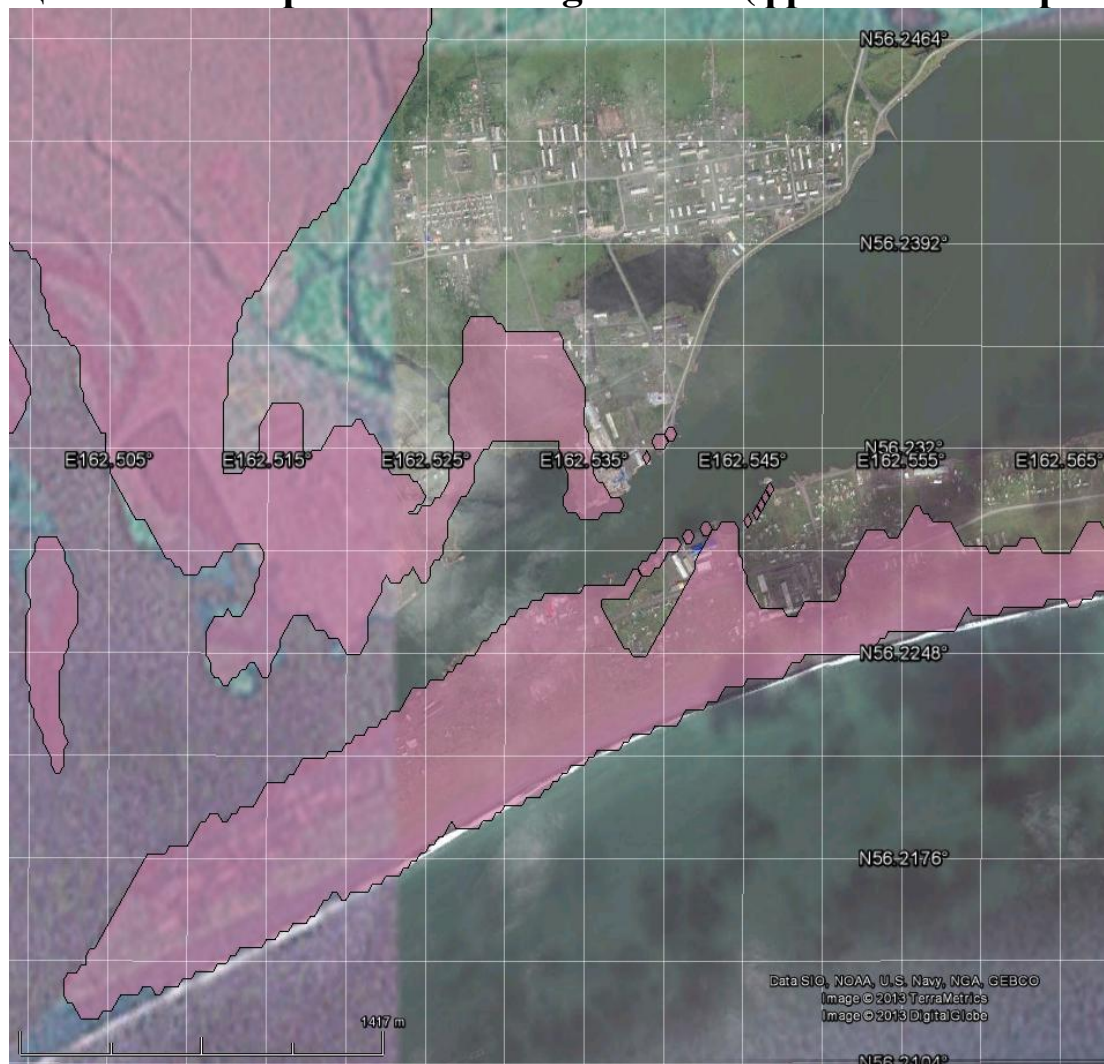 N56.2464°
N56.2392°
N56.232°
E162.505° E162.515° E162.525° E162.535° E162.545° E162.555° E162.565°
N56.2248°
N56.2176°
Data SIO, NOAA, U.S. Navy, NGA, GEBCO
Image © 2013 TerraMetrics
Image © 2013 DigitalGlobe
1417 m
N56.2104°